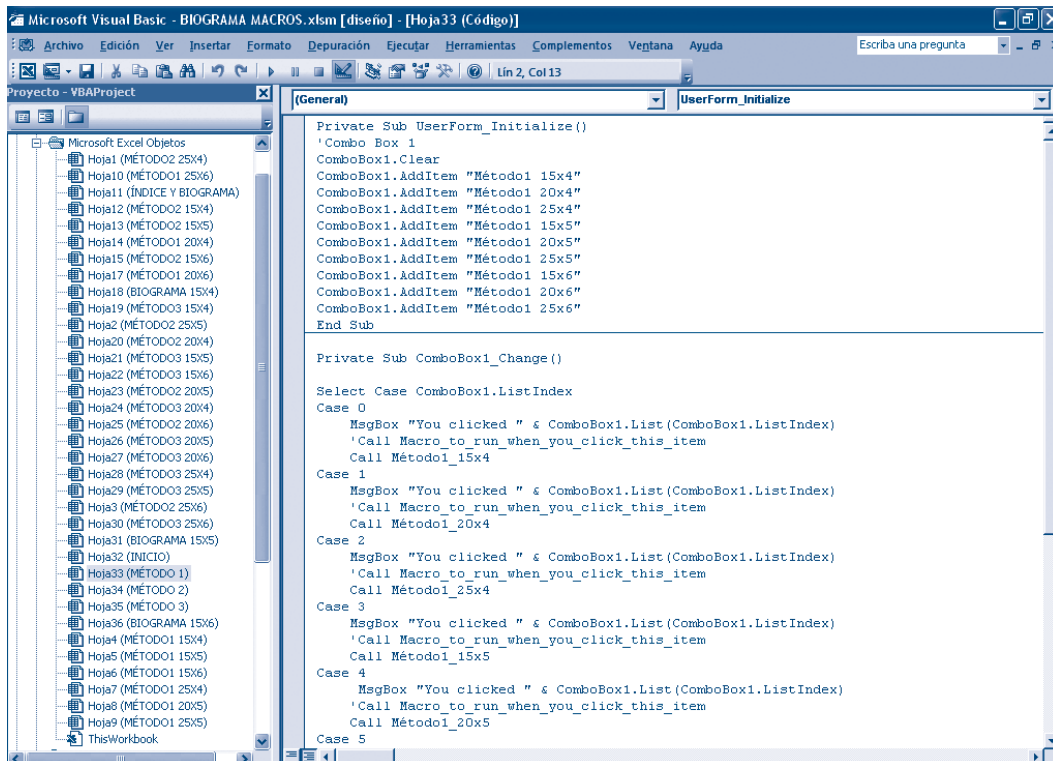 Microsoft Visual Basic - BIOGRAMA MACROS.xlsm [diseño] - [Hoja33 (Código)]
Archivo Edición Ver Insertar Formato Depuración Ejecutar Herramientas Complementos Ventana Ayuda Escriba una pregunta
Lín 2, Col 13
Proyecto - VBAProject
Microsoft Excel Objetos
Hoja1 (MÉTODO2 25X4)
Hoja10 (MÉTODO1 25X6)
Hoja11 (ÍNDICE Y BIOGRAMA)
Hoja12 (MÉTODO2 15X4)
Hoja13 (MÉTODO2 15X5)
Hoja14 (MÉTODO1 20X4)
Hoja15 (MÉTODO2 15X6)
Hoja17 (MÉTODO1 20X6)
Hoja18 (BIOGRAMA 15X4)
Hoja19 (MÉTODO3 15X4)
Hoja2 (MÉTODO2 25X5)
Hoja20 (MÉTODO2 20X4)
Hoja21 (MÉTODO3 15X5)
Hoja22 (MÉTODO3 15X6)
Hoja23 (MÉTODO2 20X5)
Hoja24 (MÉTODO3 20X4)
Hoja25 (MÉTODO2 20X6)
Hoja26 (MÉTODO3 20X5)
Hoja27 (MÉTODO3 20X6)
Hoja28 (MÉTODO3 25X4)
Hoja29 (MÉTODO3 25X5)
Hoja3 (MÉTODO2 25X6)
Hoja30 (MÉTODO3 25X6)
Hoja31 (BIOGRAMA 15X5)
Hoja32 (INICIO)
Hoja33 (MÉTODO 1)
Hoja34 (MÉTODO 2)
Hoja35 (MÉTODO 3)
Hoja36 (BIOGRAMA 15X6)
Hoja4 (MÉTODO1 15X4)
Hoja5 (MÉTODO1 15X5)
Hoja6 (MÉTODO1 15X6)
Hoja7 (MÉTODO1 25X4)
Hoja8 (MÉTODO1 20X5)
Hoja9 (MÉTODO1 25X5)
ThisWorkbook
(General) UserForm_Initialize
Private Sub UserForm_Initialize()
'Combo Box 1
ComboBox1.Clear
ComboBox1.AddItem "Método1 15x4"
ComboBox1.AddItem "Método1 20x4"
ComboBox1.AddItem "Método1 25x4"
ComboBox1.AddItem "Método1 15x5"
ComboBox1.AddItem "Método1 20x5"
ComboBox1.AddItem "Método1 25x5"
ComboBox1.AddItem "Método1 15x6"
ComboBox1.AddItem "Método1 20x6"
ComboBox1.AddItem "Método1 25x6"
End Sub
Private Sub ComboBox1_Change()
Select Case ComboBox1.ListIndex
Case 0
MsgBox "You clicked " & ComboBox1.List(ComboBox1.ListIndex)
'Call Macro_to_run_when_you_click_this_item
Call Método1_15x4
Case 1
MsgBox "You clicked " & ComboBox1.List(ComboBox1.ListIndex)
'Call Macro_to_run_when_you_click_this_item
Call Método1_20x4
Case 2
MsgBox "You clicked " & ComboBox1.List(ComboBox1.ListIndex)
'Call Macro_to_run_when_you_click_this_item
Call Método1_25x4
Case 3
MsgBox "You clicked " & ComboBox1.List(ComboBox1.ListIndex)
'Call Macro_to_run_when_you_click_this_item
Call Método1_15x5
Case 4
MsgBox "You clicked " & ComboBox1.List(ComboBox1.ListIndex)
'Call Macro_to_run_when_you_click_this_item
Call Método1_20x5
Case 5